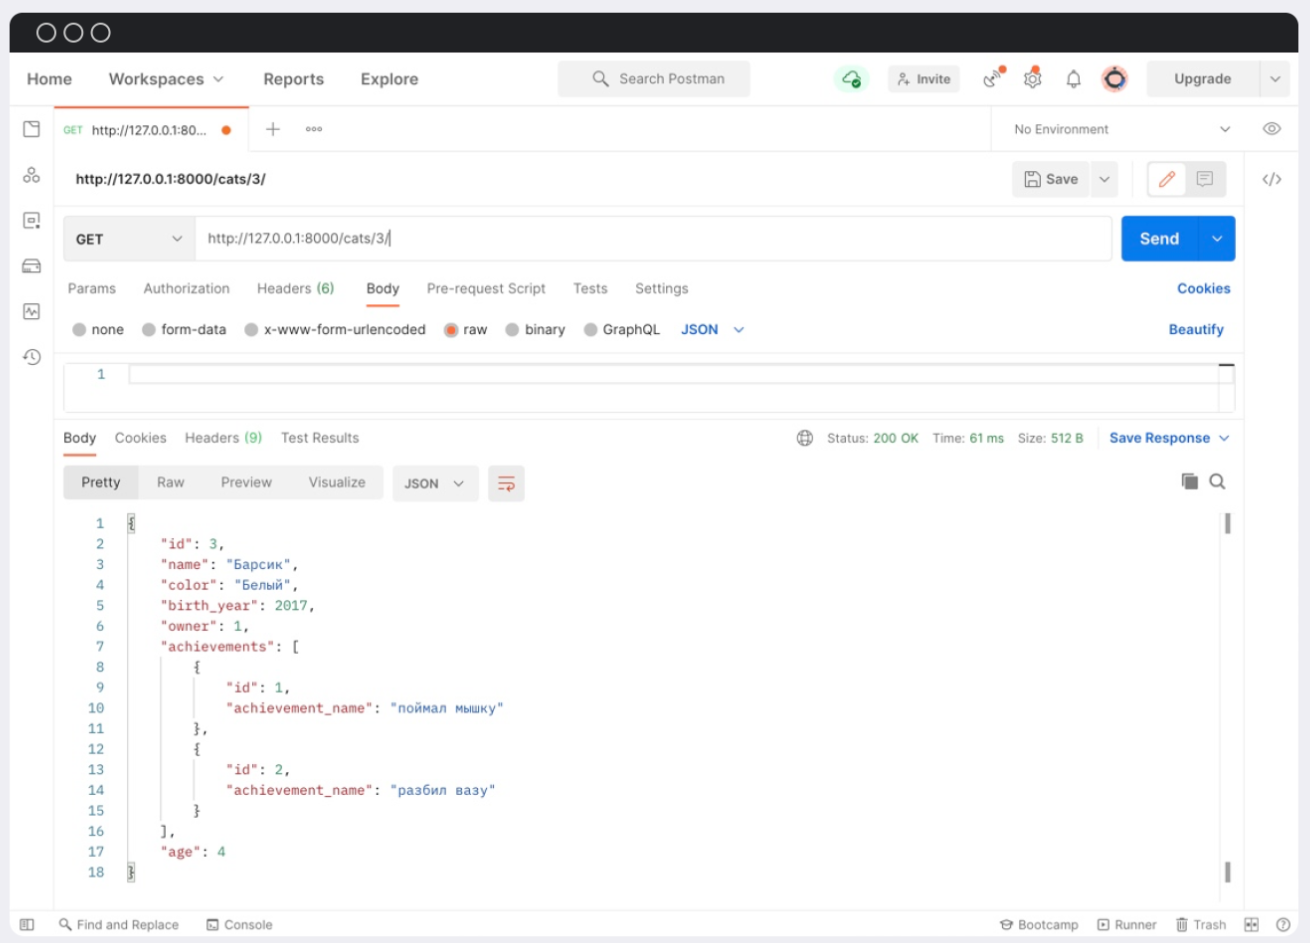 Home Workspaces Reports Explore Search Postman Invite Upgrade
GET http://127.0.0.1:80... No Environment
http://127.0.0.1:8000/cats/3/ Save </>
GET http://127.0.0.1:8000/cats/3/ Send
Params Authorization Headers (6) Body Pre-request Script Tests Settings Cookies
none form-data x-www-form-urlencoded raw binary GraphQL JSON Beautify
1
Body Cookies Headers (9) Test Results Status: 200 OK Time: 61 ms Size: 512 B Save Response
Pretty Raw Preview Visualize JSON
1 {
2 "id": 3,
3 "name": "Барсик",
4 "color": "Белый",
5 "birth_year": 2017,
6 "owner": 1,
7 "achievements": [
8 {
9 "id": 1,
10 "achievement_name": "поймал мышку"
11 },
12 {
13 "id": 2,
14 "achievement_name": "разбил вазу"
15 }
16 ],
17 "age": 4
18 }
Find and Replace Console Bootcamp Runner Trash